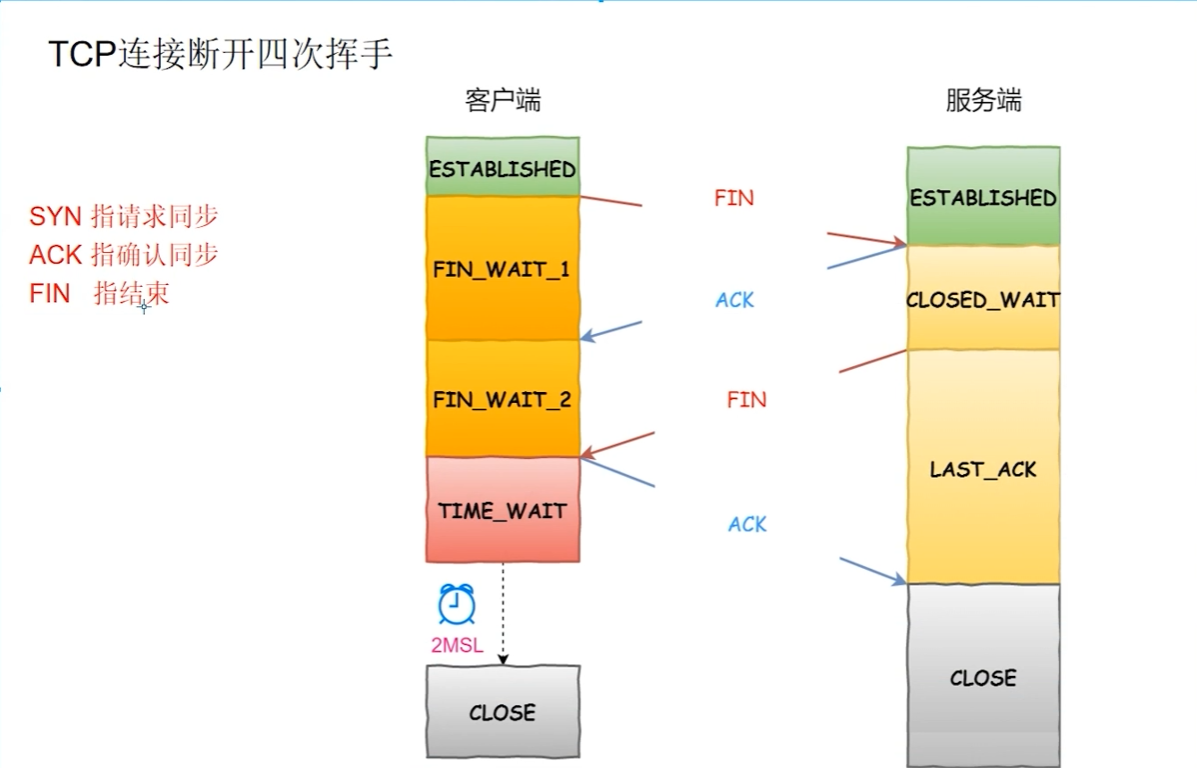 TCP连接断开四次挥手
客户端
服务端
SYN 指请求同步
ACK 指确认同步
FIN 指结束
ESTABLISHED
FIN_WAIT_1
FIN_WAIT_2
TIME_WAIT
2MSL
CLOSE
FIN
ACK
FIN
ACK
ESTABLISHED
CLOSED_WAIT
LAST_ACK
CLOSE